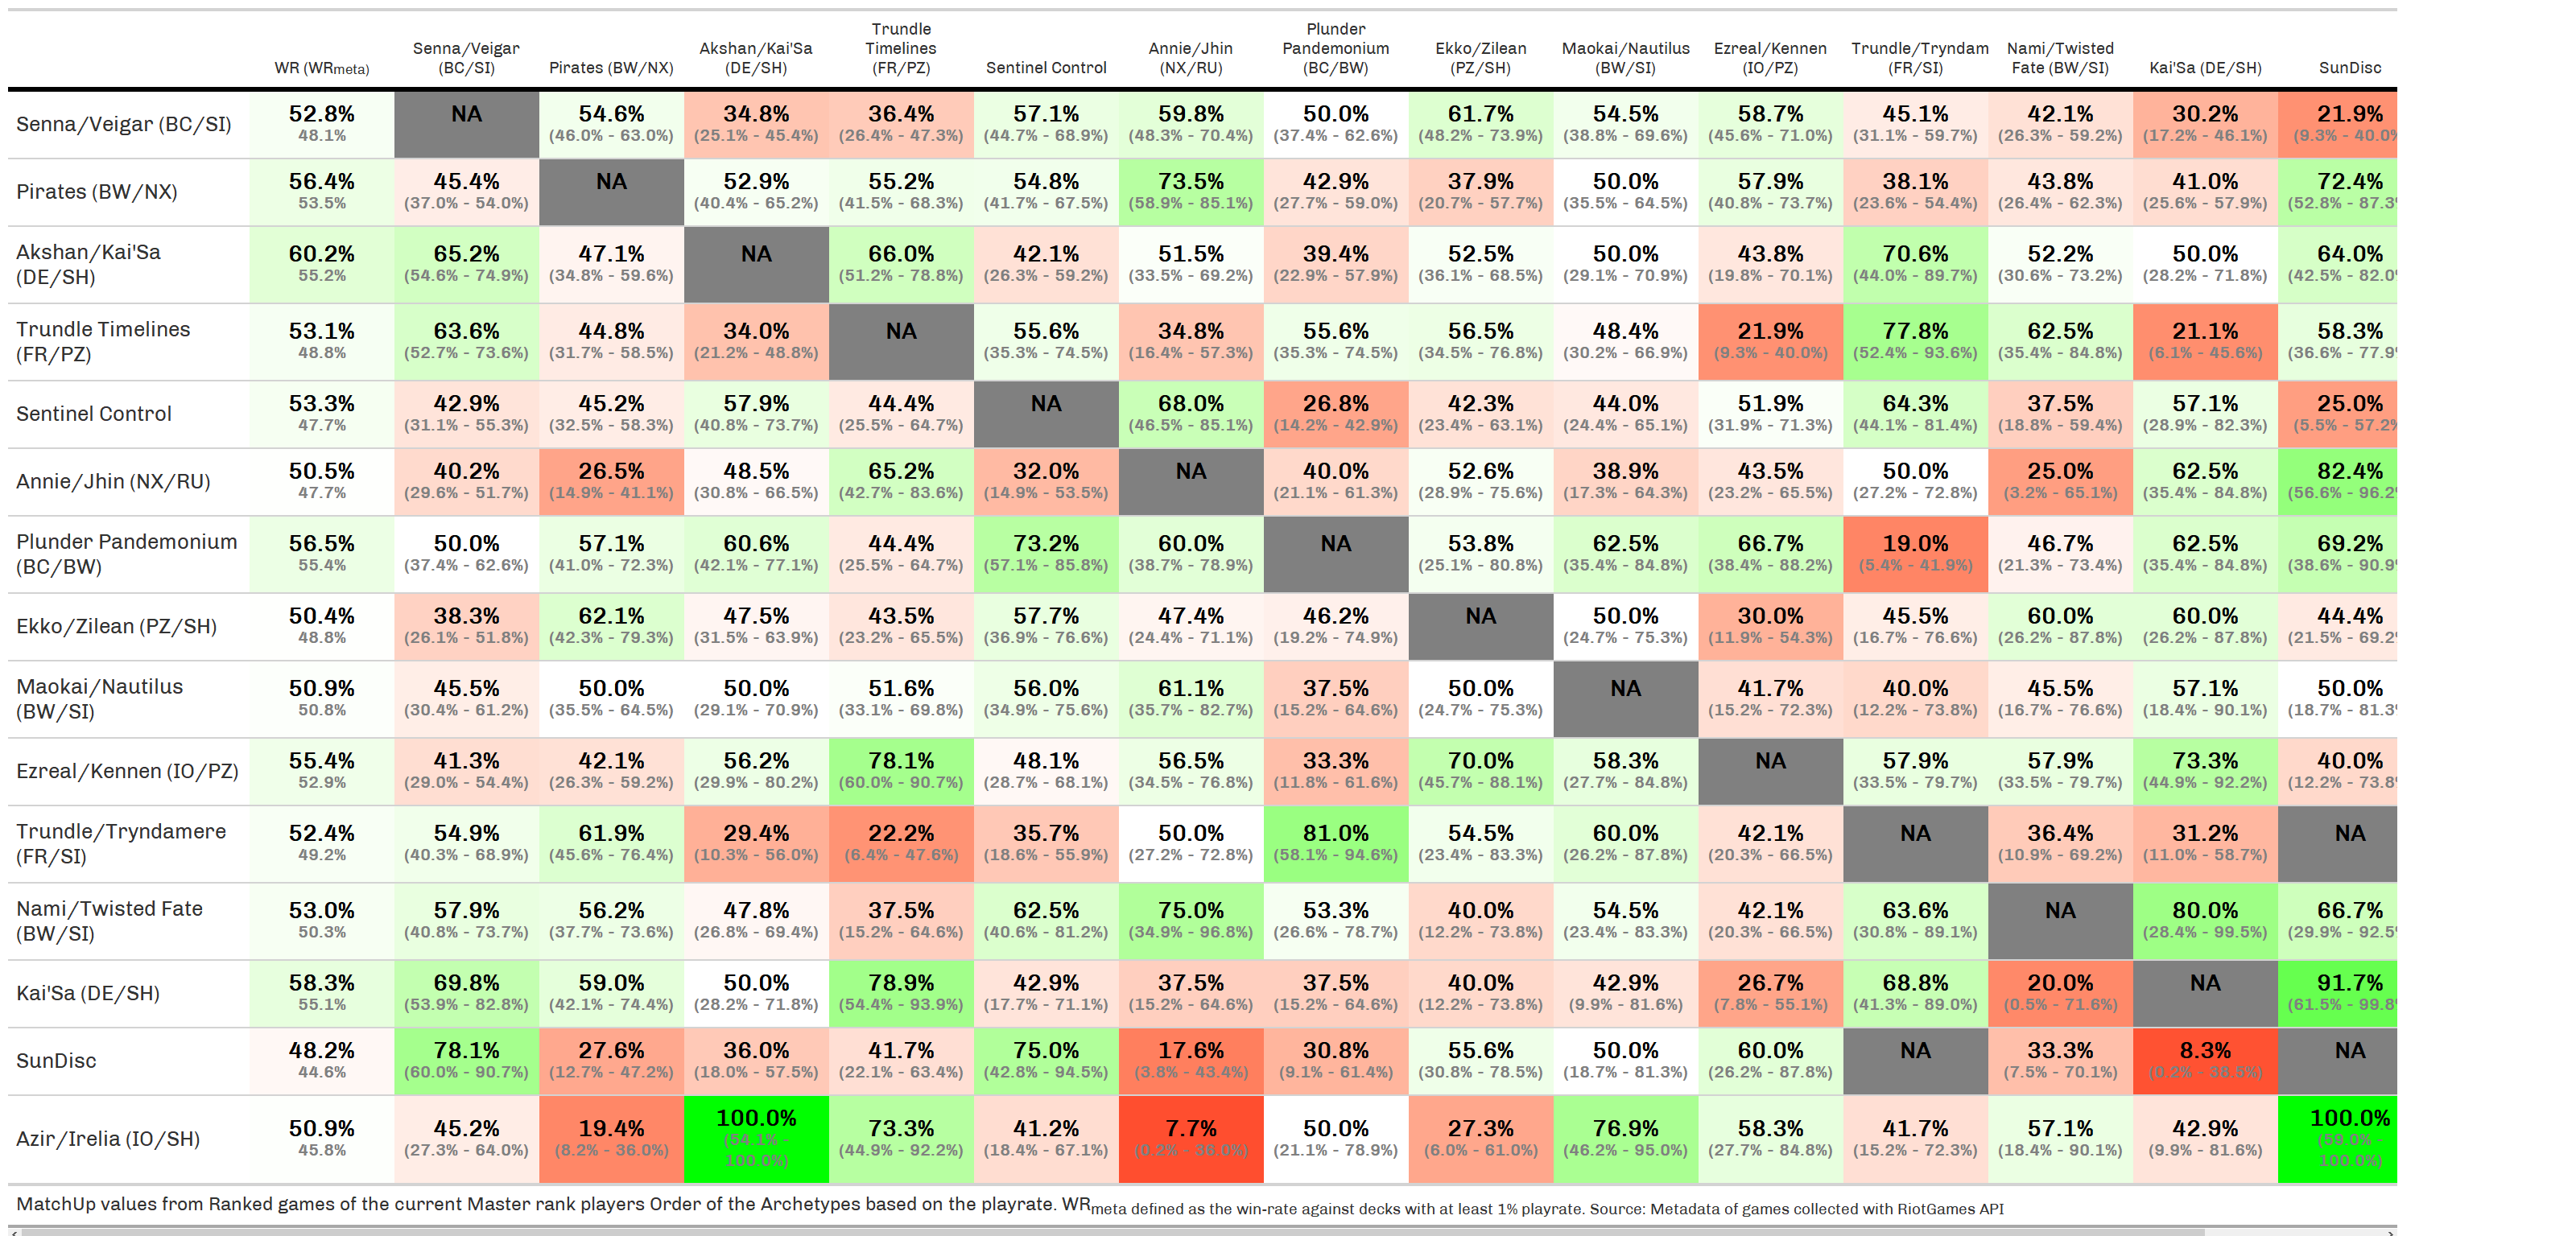 WR (WRmeta) Senna/Veigar (BC/SI) Pirates (BW/NX) Akshan/Kai'Sa (DE/SH) Trundle Timelines (FR/PZ) Sentinel Control Annie/Jhin (NX/RU) Plunder Pandemonium (BC/BW) Ekko/Zilean (PZ/SH) Maokai/Nautilus (BW/SI) Ezreal/Kennen (IO/PZ) Trundle/Tryndam (FR/SI) Nami/Twisted Fate (BW/SI) Kai'Sa (DE/SH) SunDisc
Senna/Veigar (BC/SI) 52.8% NA 54.6% 34.8% 36.4% 57.1% 59.8% 50.0% 61.7% 54.5% 58.7% 45.1% 42.1% 30.2% 21.9%
48.1% (46.0% - 63.0%) (25.1% - 45.4%) (26.4% - 47.3%) (44.7% - 68.9%) (48.3% - 70.4%) (37.4% - 62.6%) (48.2% - 73.9%) (38.8% - 69.6%) (45.6% - 71.0%) (31.1% - 59.7%) (26.3% - 59.2%) (17.2% - 46.1%) (9.3% - 40.0%
Pirates (BW/NX) 56.4% 45.4% NA 52.9% 55.2% 54.8% 73.5% 42.9% 37.9% 50.0% 57.9% 38.1% 43.8% 41.0% 72.4%
53.5% (37.0% - 54.0%) (40.4% - 65.2%) (41.5% - 68.3%) (41.7% - 67.5%) (58.9% - 85.1%) (27.7% - 59.0%) (20.7% - 57.7%) (35.5% - 64.5%) (40.8% - 73.7%) (23.6% - 54.4%) (26.4% - 62.3%) (25.6% - 57.9%) (52.8% - 87.3
Akshan/Kai'Sa (DE/SH) 60.2% 65.2% 47.1% NA 66.0% 42.1% 51.5% 39.4% 52.5% 50.0% 43.8% 70.6% 52.2% 50.0% 64.0%
55.2% (54.6% - 74.9%) (34.8% - 59.6%) (51.2% - 78.8%) (26.3% - 59.2%) (33.5% - 69.2%) (22.9% - 57.9%) (36.1% - 68.5%) (29.1% - 70.9%) (19.8% - 70.1%) (44.0% - 89.7%) (30.6% - 73.2%) (28.2% - 71.8%) (42.5% - 82.0
Trundle Timelines (FR/PZ) 53.1% 63.6% 44.8% 34.0% NA 55.6% 34.8% 55.6% 56.5% 48.4% 21.9% 77.8% 62.5% 21.1% 58.3%
48.8% (52.7% - 73.6%) (31.7% - 58.5%) (21.2% - 48.8%) (35.3% - 74.5%) (16.4% - 57.3%) (35.3% - 74.5%) (34.5% - 76.8%) (30.2% - 66.9%) (9.3% - 40.0%) (52.4% - 93.6%) (35.4% - 84.8%) (6.1% - 45.6%) (36.6% - 77.9
Sentinel Control 53.3% 42.9% 45.2% 57.9% 44.4% NA 68.0% 26.8% 42.3% 44.0% 51.9% 64.3% 37.5% 57.1% 25.0%
47.7% (31.1% - 55.3%) (32.5% - 58.3%) (40.8% - 73.7%) (25.5% - 64.7%) (46.5% - 85.1%) (14.2% - 42.9%) (23.4% - 63.1%) (24.4% - 65.1%) (31.9% - 71.3%) (44.1% - 81.4%) (18.8% - 59.4%) (28.9% - 82.3%) (5.5% - 57.2%
Annie/Jhin (NX/RU) 50.5% 40.2% 26.5% 48.5% 65.2% 32.0% NA 40.0% 52.6% 38.9% 43.5% 50.0% 25.0% 62.5% 82.4%
47.7% (29.6% - 51.7%) (14.9% - 41.1%) (30.8% - 66.5%) (42.7% - 83.6%) (14.9% - 53.5%) (21.1% - 61.3%) (28.9% - 75.6%) (17.3% - 64.3%) (23.2% - 65.5%) (27.2% - 72.8%) (3.2% - 65.1%) (35.4% - 84.8%) (56.6% - 96.2
Plunder Pandemonium (BC/BW) 56.5% 50.0% 57.1% 60.6% 44.4% 73.2% 60.0% NA 53.8% 62.5% 66.7% 19.0% 46.7% 62.5% 69.2%
55.4% (37.4% - 62.6%) (41.0% - 72.3%) (42.1% - 77.1%) (25.5% - 64.7%) (57.1% - 85.8%) (38.7% - 78.9%) (25.1% - 80.8%) (35.4% - 84.8%) (38.4% - 88.2%) (5.4% - 41.9%) (21.3% - 73.4%) (35.4% - 84.8%) (38.6% - 90.9
Ekko/Zilean (PZ/SH) 50.4% 38.3% 62.1% 47.5% 43.5% 57.7% 47.4% 46.2% NA 50.0% 30.0% 45.5% 60.0% 60.0% 44.4%
48.8% (26.1% - 51.8%) (42.3% - 79.3%) (31.5% - 63.9%) (23.2% - 65.5%) (36.9% - 76.6%) (24.4% - 71.1%) (19.2% - 74.9%) (24.7% - 75.3%) (11.9% - 54.3%) (16.7% - 76.6%) (26.2% - 87.8%) (26.2% - 87.8%) (21.5% - 69.2
Maokai/Nautilus (BW/SI) 50.9% 45.5% 50.0% 50.0% 51.6% 56.0% 61.1% 37.5% 50.0% NA 41.7% 40.0% 45.5% 57.1% 50.0%
50.8% (30.4% - 61.2%) (35.5% - 64.5%) (29.1% - 70.9%) (33.1% - 69.8%) (34.9% - 75.6%) (35.7% - 82.7%) (15.2% - 64.6%) (24.7% - 75.3%) (15.2% - 72.3%) (12.2% - 73.8%) (16.7% - 76.6%) (18.4% - 90.1%) (18.7% - 81.3
Ezreal/Kennen (IO/PZ) 55.4% 41.3% 42.1% 56.2% 78.1% 48.1% 56.5% 33.3% 70.0% 58.3% NA 57.9% 57.9% 73.3% 40.0%
52.9% (29.0% - 54.4%) (26.3% - 59.2%) (29.9% - 80.2%) (60.0% - 90.7%) (28.7% - 68.1%) (34.5% - 76.8%) (11.8% - 61.6%) (45.7% - 88.1%) (27.7% - 84.8%) (33.5% - 79.7%) (33.5% - 79.7%) (44.9% - 92.2%) (12.2% - 73.8
Trundle/Tryndamere (FR/SI) 52.4% 54.9% 61.9% 29.4% 22.2% 35.7% 50.0% 81.0% 54.5% 60.0% 42.1% NA 36.4% 31.2% NA
49.2% (40.3% - 68.9%) (45.6% - 76.4%) (10.3% - 56.0%) (6.4% - 47.6%) (18.6% - 55.9%) (27.2% - 72.8%) (58.1% - 94.6%) (23.4% - 83.3%) (26.2% - 87.8%) (20.3% - 66.5%) (10.9% - 69.2%) (11.0% - 58.7%)
Nami/Twisted Fate (BW/SI) 53.0% 57.9% 56.2% 47.8% 37.5% 62.5% 75.0% 53.3% 40.0% 54.5% 42.1% 63.6% NA 80.0% 66.7%
50.3% (40.8% - 73.7%) (37.7% - 73.6%) (26.8% - 69.4%) (15.2% - 64.6%) (40.6% - 81.2%) (34.9% - 96.8%) (26.6% - 78.7%) (12.2% - 73.8%) (23.4% - 83.3%) (20.3% - 66.5%) (30.8% - 89.1%) (28.4% - 99.5%) (29.9% - 92.5
Kai'Sa (DE/SH) 58.3% 69.8% 59.0% 50.0% 78.9% 42.9% 37.5% 37.5% 40.0% 42.9% 26.7% 68.8% 20.0% NA 91.7%
55.1% (53.9% - 82.8%) (42.1% - 74.4%) (28.2% - 71.8%) (54.4% - 93.9%) (17.7% - 71.1%) (15.2% - 64.6%) (15.2% - 64.6%) (12.2% - 73.8%) (9.9% - 81.6%) (7.8% - 55.1%) (41.3% - 89.0%) (0.5% - 71.6%) (61.5% - 99.8
SunDisc 48.2% 78.1% 27.6% 36.0% 41.7% 75.0% 17.6% 30.8% 55.6% 50.0% 60.0% NA 33.3% 8.3% NA
44.6% (60.0% - 90.7%) (12.7% - 47.2%) (18.0% - 57.5%) (22.1% - 63.4%) (42.8% - 94.5%) (3.8% - 43.4%) (9.1% - 61.4%) (30.8% - 78.5%) (18.7% - 81.3%) (26.2% - 87.8%) (7.5% - 70.1%) (0.2% - 38.5%)
Azir/Irelia (IO/SH) 50.9% 45.2% 19.4% 100.0% 73.3% 41.2% 7.7% 50.0% 27.3% 76.9% 58.3% 41.7% 57.1% 42.9% 100.0%
45.8% (27.3% - 64.0%) (8.2% - 36.0%) (54.1% - 100.0%) (44.9% - 92.2%) (18.4% - 67.1%) (0.2% - 36.0%) (21.1% - 78.9%) (6.0% - 61.0%) (46.2% - 95.0%) (27.7% - 84.8%) (15.2% - 72.3%) (18.4% - 90.1%) (9.9% - 81.6%) (59.0% - 100.0%)
MatchUp values from Ranked games of the current Master rank players Order of the Archetypes based on the playrate. WRmeta defined as the win-rate against decks with at least 1% playrate. Source: Metadata of games collected with RiotGames API